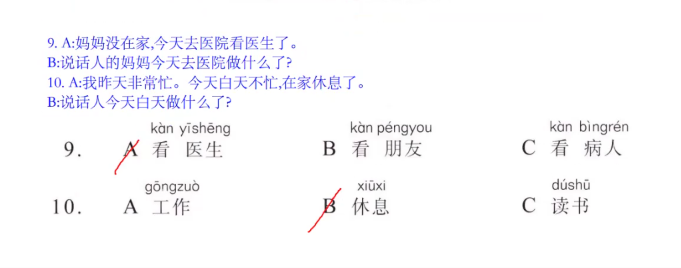 9. A:妈妈没在家,今天去医院看医生了。
B:说话人的妈妈今天去医院做什么了?
10. A:我昨天非常忙。今天白天不忙,在家休息了。
B:说话人今天白天做什么了?
kàn yīshēng kàn péngyou kàn bìngrén
9. A 看 医生 B 看 朋友 C 看 病人
gōngzuò xiūxi dúshū
10. A 工作 B 休息 C 读书